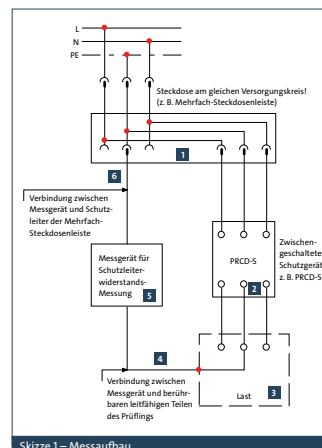 L
N
PE
Steckdose am gleichen Versorgungskreis!
(z. B. Mehrfach-Steckdosenleiste)
1
6
Verbindung zwischen
Messgerät und Schutz-
leiter der Mehrfach-
Steckdosenleiste
Messgerät für
Schutzleiter-
widerstands-
Messung
5
PRCD-S
2
Zwischen-
geschaltetes
Schutzgerät
z. B. PRCD-S
4
Verbindung zwischen
Messgerät und berühr-
baren leitfähigen Teilen
des Prüflings
Last
3
Skizze 1 – Messaufbau